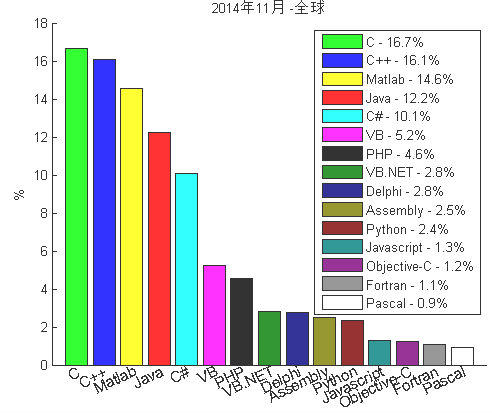 2014年11月 -全球
18
16
14
12
10
8
6
4
2
0
%
C - 16.7%
C++ - 16.1%
Matlab - 14.6%
Java - 12.2%
C# - 10.1%
VB - 5.2%
PHP - 4.6%
VB.NET - 2.8%
Delphi - 2.8%
Assembly - 2.5%
Python - 2.4%
Javascript - 1.3%
Objective-C - 1.2%
Fortran - 1.1%
Pascal - 0.9%
C
C++
Matlab
Java
C#
VB
PHP
VB.NET
Delphi
Assembly
Python
Javascript
Objective-C
Fortran
Pascal